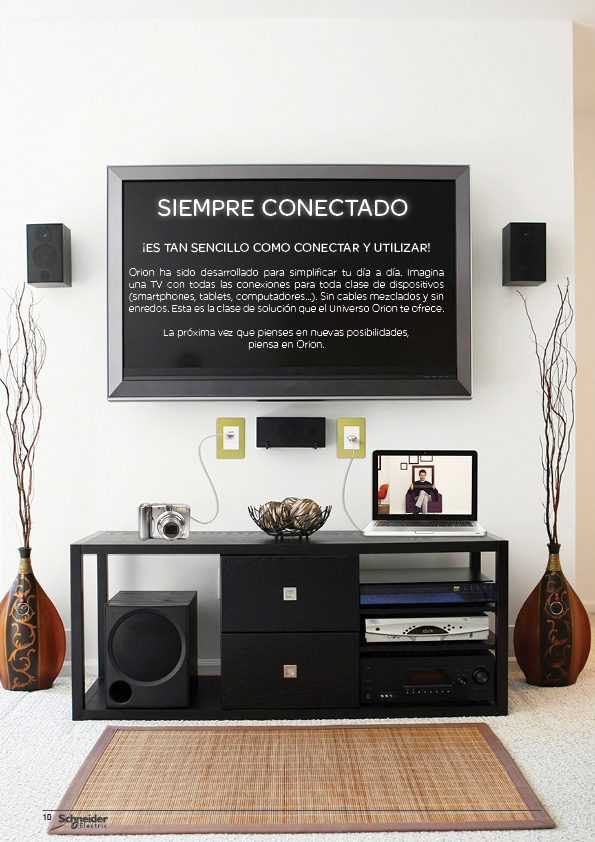 SIEMPRE CONECTADO
¡ES TAN SENCILLO COMO CONECTAR Y UTILIZAR!
Orion ha sido desarrollado para simplificar tu día a día. Imagina
una TV con todas las conexiones para toda clase de dispositivos
(smartphones, tablets, computadores...). Sin cables mezclados y sin
enredos. Esta es la clase de solución que el Universo Orion te ofrece.
La próxima vez que pienses en nuevas posibilidades,
piensa en Orion.
10
Schneider
Electric